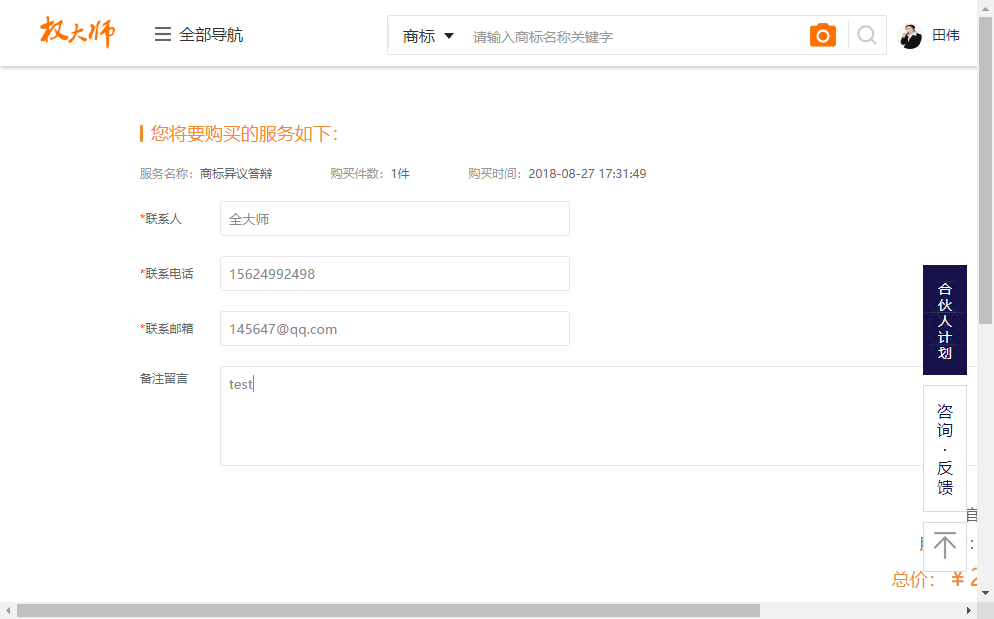 权大师 全部导航 商标 请输入商标名称关键字 田伟
您将要购买的服务如下：
服务名称：商标异议答辩 购买件数：1件 购买时间：2018-08-27 17:31:49
*联系人 全大师
*联系电话 15624992498
*联系邮箱 145647@qq.com
备注留言 test
合伙人计划
咨询·反馈
总价：￥2